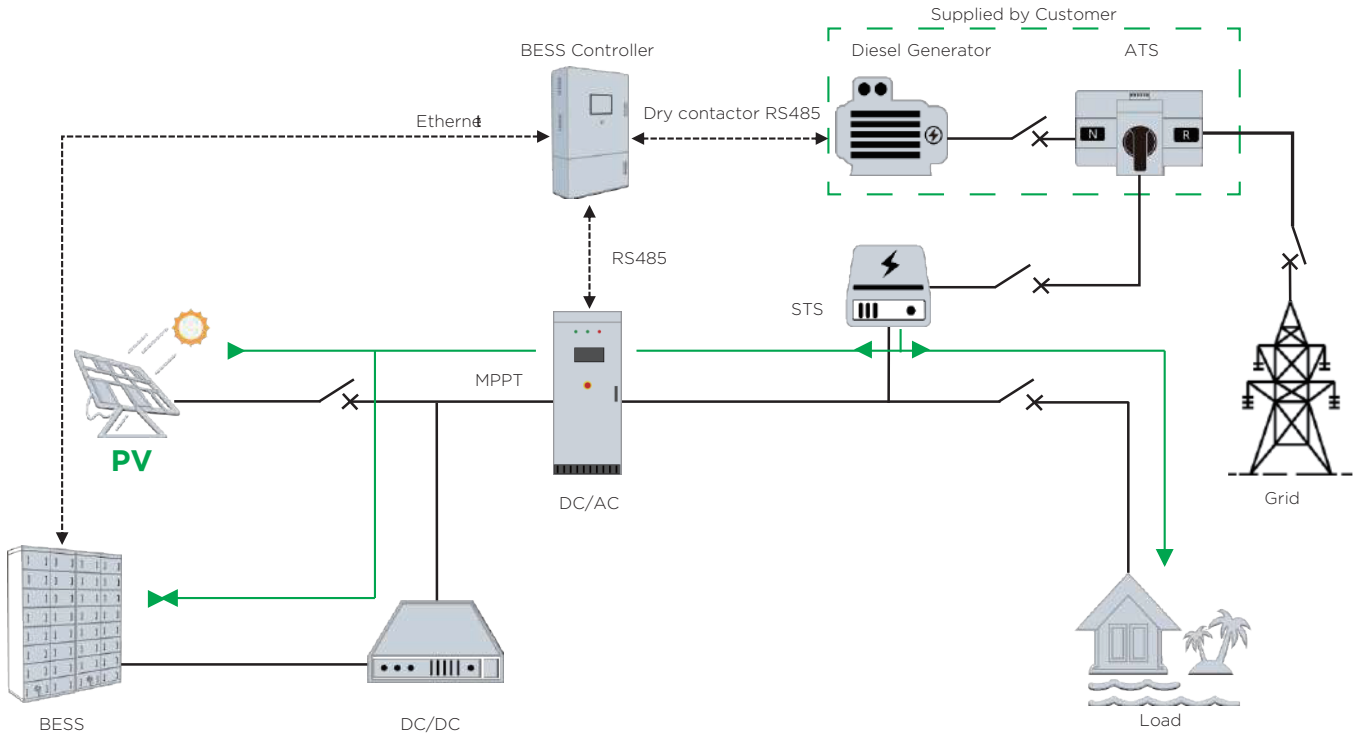 Supplied by Customer
BESS Controller
Diesel Generator
ATS
Ethernet
Dry contactor RS485
N
R
RS485
STS
MPPT
PV
DC/AC
Grid
BESS
DC/DC
Load